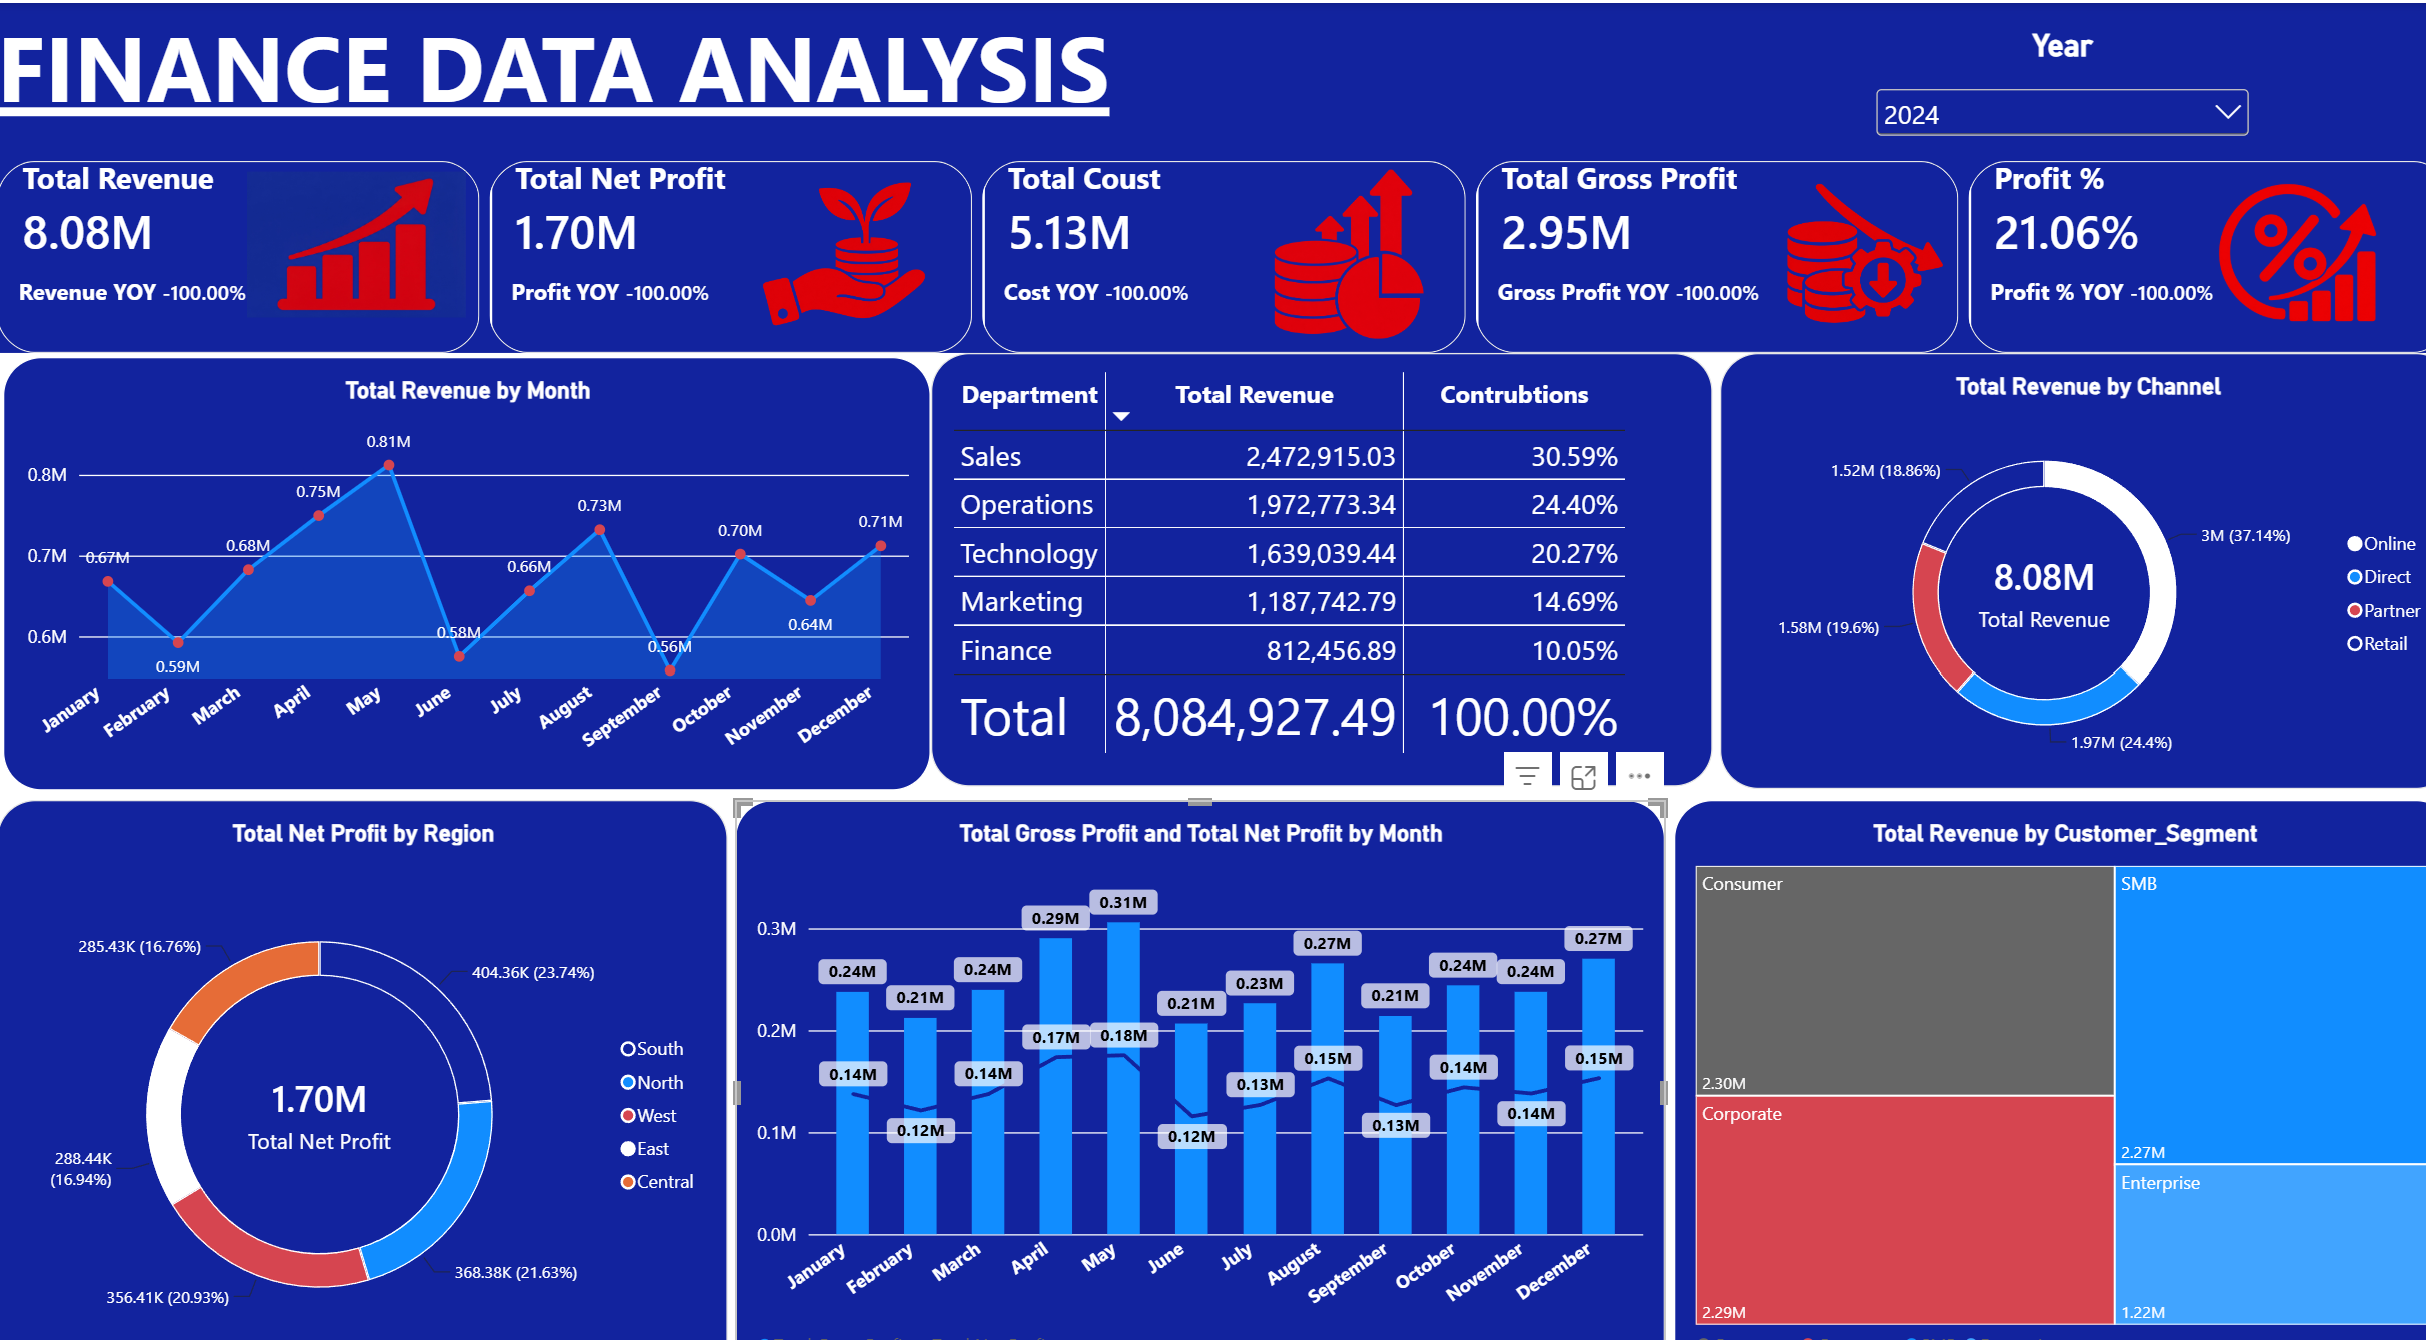 FINANCE DATA ANALYSIS
Year
2024
Total Revenue
8.08M
Revenue YOY -100.00%
Total Net Profit
1.70M
Profit YOY -100.00%
Total Coust
5.13M
Cost YOY -100.00%
Total Gross Profit
2.95M
Gross Profit YOY -100.00%
Profit %
21.06%
Profit % YOY -100.00%
Total Revenue by Month
0.8M
0.7M
0.6M
0.67M
0.59M
0.68M
0.75M
0.81M
0.58M
0.66M
0.73M
0.56M
0.70M
0.64M
0.71M
January
February
March
April
May
June
July
August
September
October
November
December
Department Total Revenue Contrubtions
Sales 2,472,915.03 30.59%
Operations 1,972,773.34 24.40%
Technology 1,639,039.44 20.27%
Marketing 1,187,742.79 14.69%
Finance 812,456.89 10.05%
Total 8,084,927.49 100.00%
Total Revenue by Channel
1.52M (18.86%)
3M (37.14%)
1.58M (19.6%)
1.97M (24.4%)
8.08M
Total Revenue
Online
Direct
Partner
Retail
Total Net Profit by Region
285.43K (16.76%)
404.36K (23.74%)
288.44K
(16.94%)
368.38K (21.63%)
356.41K (20.93%)
1.70M
Total Net Profit
South
North
West
East
Central
Total Gross Profit and Total Net Profit by Month
0.3M
0.2M
0.1M
0.0M
0.24M
0.21M
0.24M
0.29M
0.31M
0.21M
0.23M
0.27M
0.21M
0.24M
0.24M
0.27M
0.14M
0.12M
0.14M
0.17M
0.18M
0.12M
0.13M
0.15M
0.13M
0.14M
0.14M
0.15M
January
February
March
April
May
June
July
August
September
October
November
December
Total Revenue by Customer_Segment
Consumer
2.30M
Corporate
2.29M
SMB
2.27M
Enterprise
1.22M